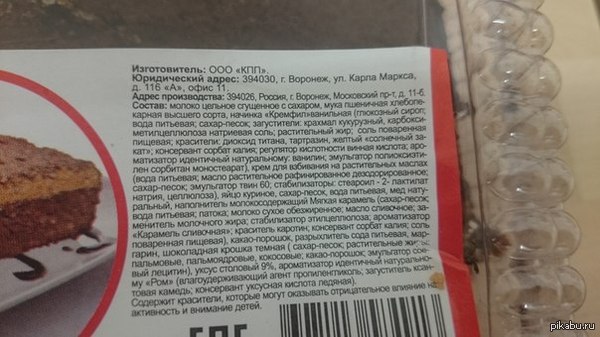 Изготовитель: ООО «КПП».
Юридический адрес: 394030, г. Воронеж, ул. Карла Маркса,
д. 116 «А», офис 11.
Адрес производства: 394026, Россия, г. Воронеж, Московский пр-т, д. 11-б.
Состав: молоко цельное сгущенное с сахаром, мука пшеничная хлебопе-
карная высшего сорта, начинка «Кремфил»ванильная (глюкозный сироп;
вода питьевая; сахар-песок; загустители: крахмал кукурузный, карбокси-
метилцеллюлоза натриевая соль; растительный жир; соль поваренная
пищевая; красители: диоксид титана, тартразин, желтый «солнечный за-
кат»; консервант сорбат калия; регулятор кислотности винная кислота; аро-
матизатор идентичный натуральному: ванилин; эмульгатор полиоксиэти-
лен сорбитан моностеарат), крем для взбивания на растительных маслах
(вода питьевая; масло растительное рафинированное дезодорированное;
сахар-песок; эмульгатор твин 60; стабилизаторы: стеароил - 2- лактилат
натрия, целлюлоза), яйцо куриное, сахар-песок, вода питьевая, мед нату-
ральный, наполнитель молокосодержащий Мягкая карамель (сахар-песок;
вода питьевая; патока; молоко сухое обезжиренное; масло сливочное; за-
менитель молочного жира; стабилизатор этилцеллюлоза; ароматизатор
«Карамель сливочная»; краситель каротин; консервант сорбат калия; соль
поваренная пищевая), какао-порошок, разрыхлитель сода питьевая, мар-
гарин, шоколадная крошка темная ( сахар-песок; растительные жиры:
пальмовые, пальмоядровые, кокосовые; какао-порошок; эмульгатор сое-
вый лецитин), уксус столовый 9%, ароматизатор идентичный натурально-
му «Ром» (влагоудерживающий агент пропиленгликоль; загуститель ксан-
товая камедь; консервант уксусная кислота ледяная).
Содержит красители, которые могут оказывать отрицательное влияние на
активность и внимание детей.
pikabu.ru